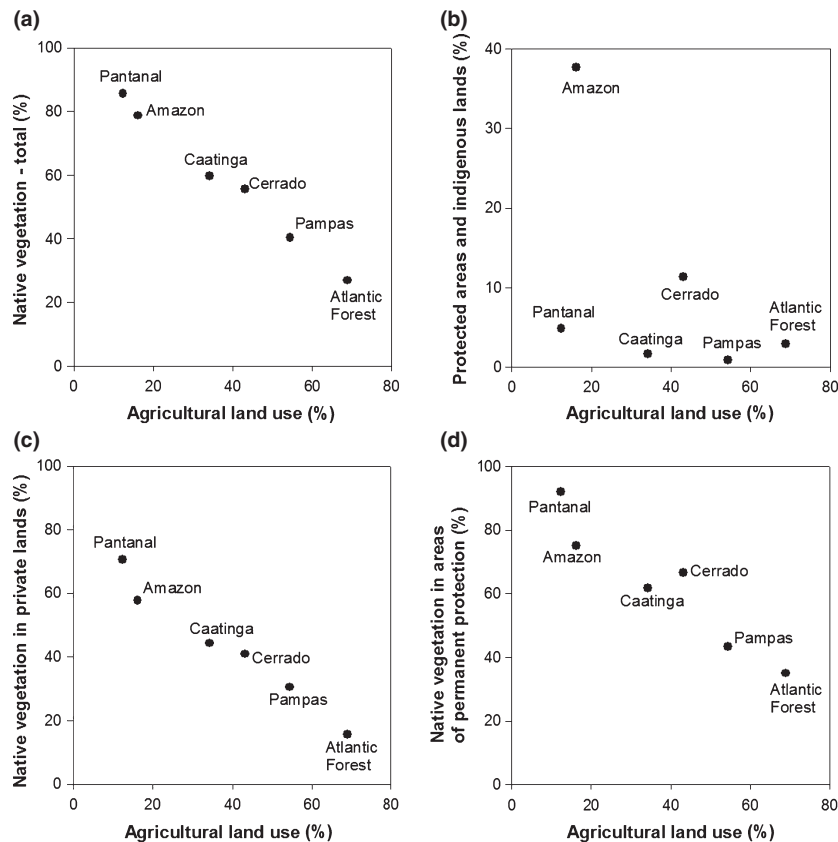 (a)
Native vegetation - total (%)
100
80
60
40
20
0
Pantanal
Amazon
Caatinga
Cerrado
Pampas
Atlantic
Forest
0 20 40 60 80
Agricultural land use (%)
(b)
Protected areas and indigenous lands (%)
40
30
20
10
0
Amazon
Pantanal
Cerrado
Caatinga
Pampas
Atlantic
Forest
0 20 40 60 80
Agricultural land use (%)
(c)
Native vegetation in private lands (%)
100
80
60
40
20
0
Pantanal
Amazon
Caatinga
Cerrado
Pampas
Atlantic
Forest
0 20 40 60 80
Agricultural land use (%)
(d)
Native vegetation in areas
of permanent protection (%)
100
80
60
40
20
0
Pantanal
Amazon
Caatinga
Cerrado
Pampas
Atlantic
Forest
0 20 40 60 80
Agricultural land use (%)